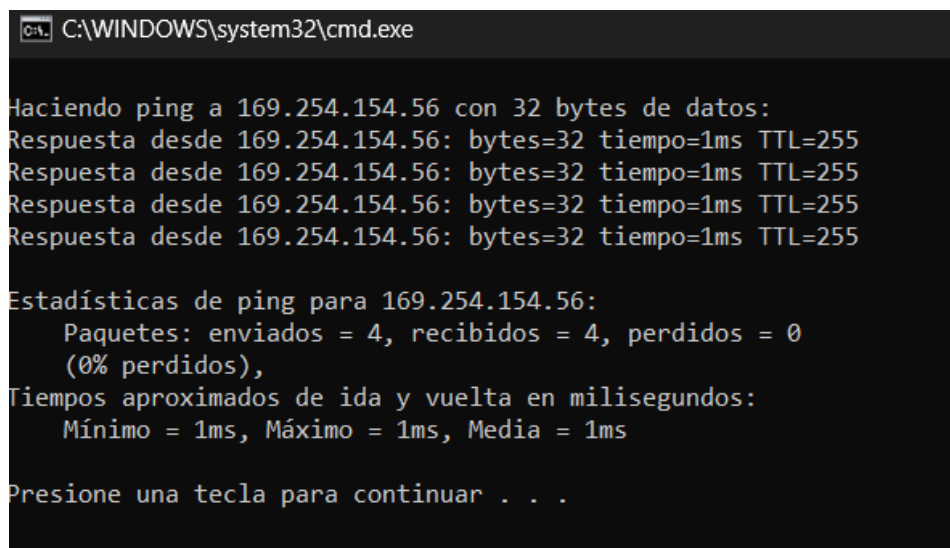 C:\WINDOWS\system32\cmd.exe
Haciendo ping a 169.254.154.56 con 32 bytes de datos:
Respuesta desde 169.254.154.56: bytes=32 tiempo=1ms TTL=255
Respuesta desde 169.254.154.56: bytes=32 tiempo=1ms TTL=255
Respuesta desde 169.254.154.56: bytes=32 tiempo=1ms TTL=255
Respuesta desde 169.254.154.56: bytes=32 tiempo=1ms TTL=255
Estadísticas de ping para 169.254.154.56:
Paquetes: enviados = 4, recibidos = 4, perdidos = 0
(0% perdidos),
Tiempos aproximados de ida y vuelta en milisegundos:
Mínimo = 1ms, Máximo = 1ms, Media = 1ms
Presione una tecla para continuar . . .